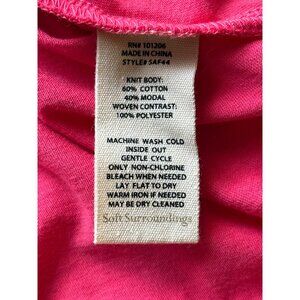 RN# 101206
MADE IN CHINA
STYLE# SAF44
KNIT BODY:
60% COTTON
40% MODAL
WOVEN CONTRAST:
100% POLYESTER
MACHINE WASH COLD
INSIDE OUT
GENTLE CYCLE
ONLY NON-CHLORINE
BLEACH WHEN NEEDED
LAY FLAT TO DRY
WARM IRON IF NEEDED
MAY BE DRY CLEANED
Soft Surroundings